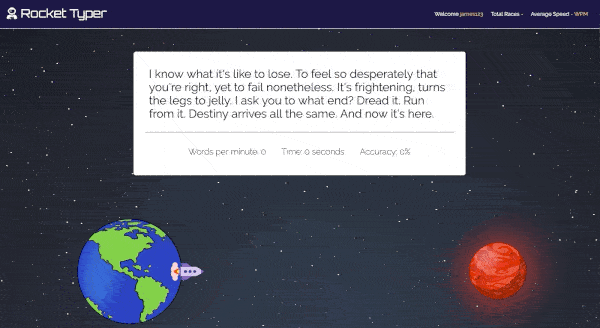 Rocket Typer
Welcome james123 Total Races - Average Speed - WPM
I know what it's like to lose. To feel so desperately that
you're right, yet to fail nonetheless. It's frightening, turns
the legs to jelly. I ask you to what end? Dread it. Run
from it. Destiny arrives all the same. And now it's here.
Words per minute: 0 Time: 0 seconds Accuracy: 0%